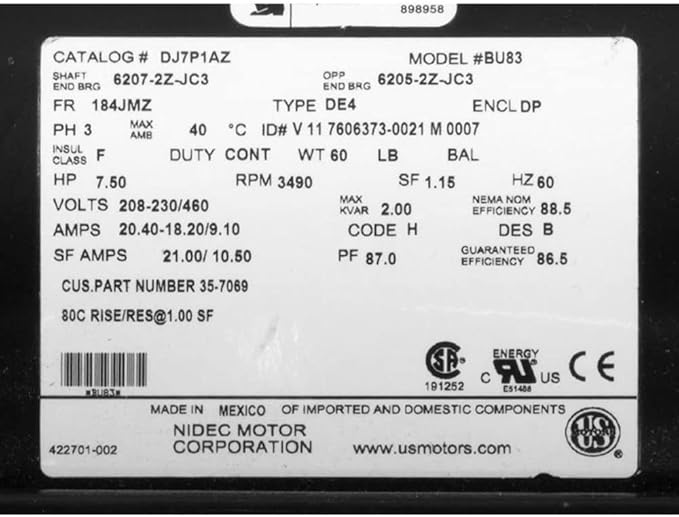 898958
CATALOG # DJ7P1AZ MODEL #BU83
SHAFT END BRG 6207-2Z-JC3 OPP END BRG 6205-2Z-JC3
FR 184JMZ TYPE DE4 ENCL DP
PH 3 MAX AMB 40 °C ID# V 11 7606373-0021 M 0007
INSUL CLASS F DUTY CONT WT 60 LB BAL
HP 7.50 RPM 3490 SF 1.15 HZ 60
VOLTS 208-230/460 MAX KVAR 2.00 NEMA NOM EFFICIENCY 88.5
AMPS 20.40-18.20/9.10 CODE H DES B
SF AMPS 21.00/ 10.50 PF 87.0 GUARANTEED EFFICIENCY 86.5
CUS.PART NUMBER 35-7069
80C RISE/RES@1.00 SF
*BU83*
SA® 191252 ENERGY C RU US E51488 CE
MADE IN MEXICO OF IMPORTED AND DOMESTIC COMPONENTS
422701-002 NIDEC MOTOR CORPORATION www.usmotors.com US MOTORS ®